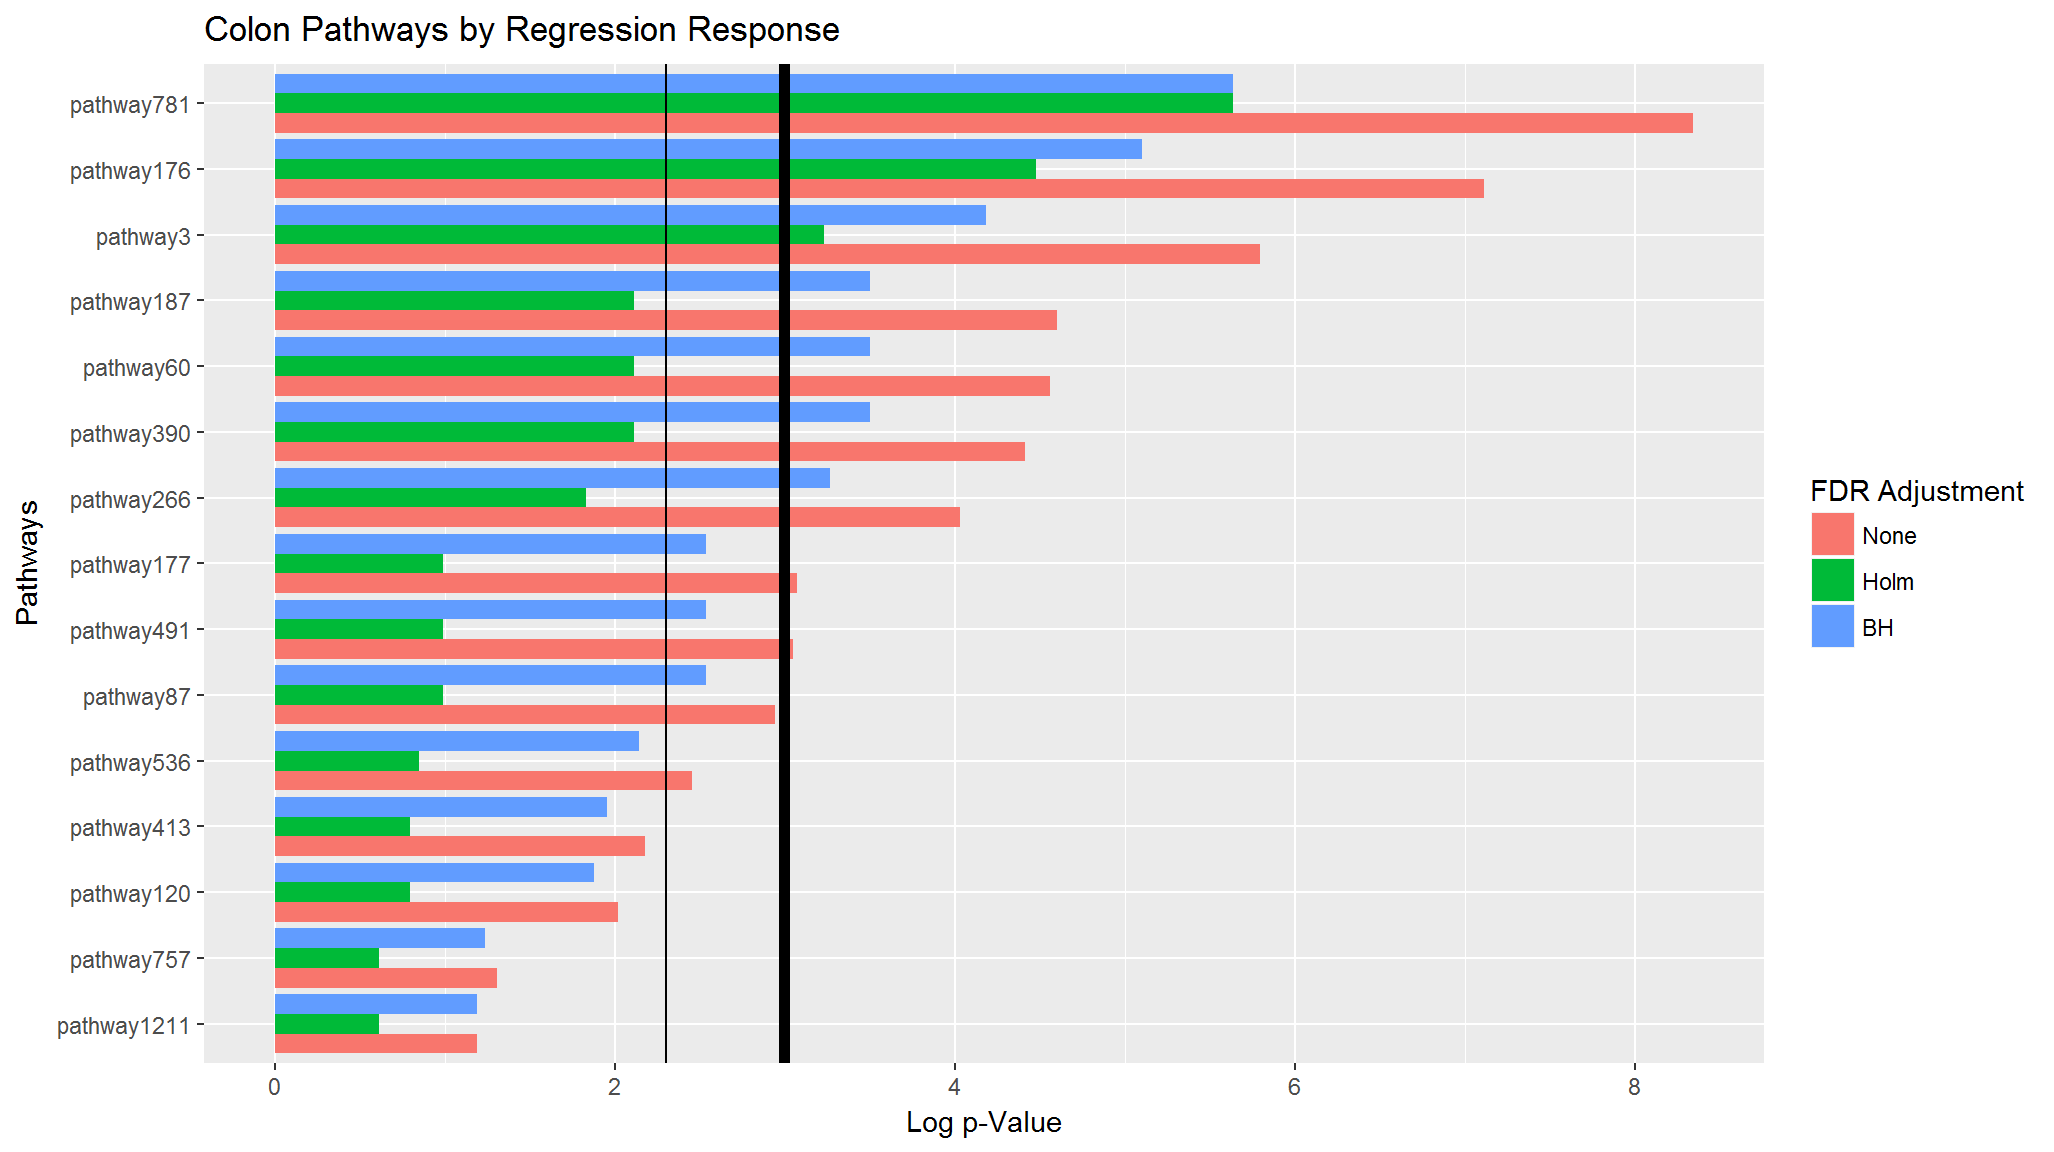 Colon Pathways by Regression Response
pathway781
pathway176
pathway3
pathway187
pathway60
pathway390
pathway266
pathway177
pathway491
pathway87
pathway536
pathway413
pathway120
pathway757
pathway1211
Pathways
0 2 4 6 8
Log p-Value
FDR Adjustment
None
Holm
BH